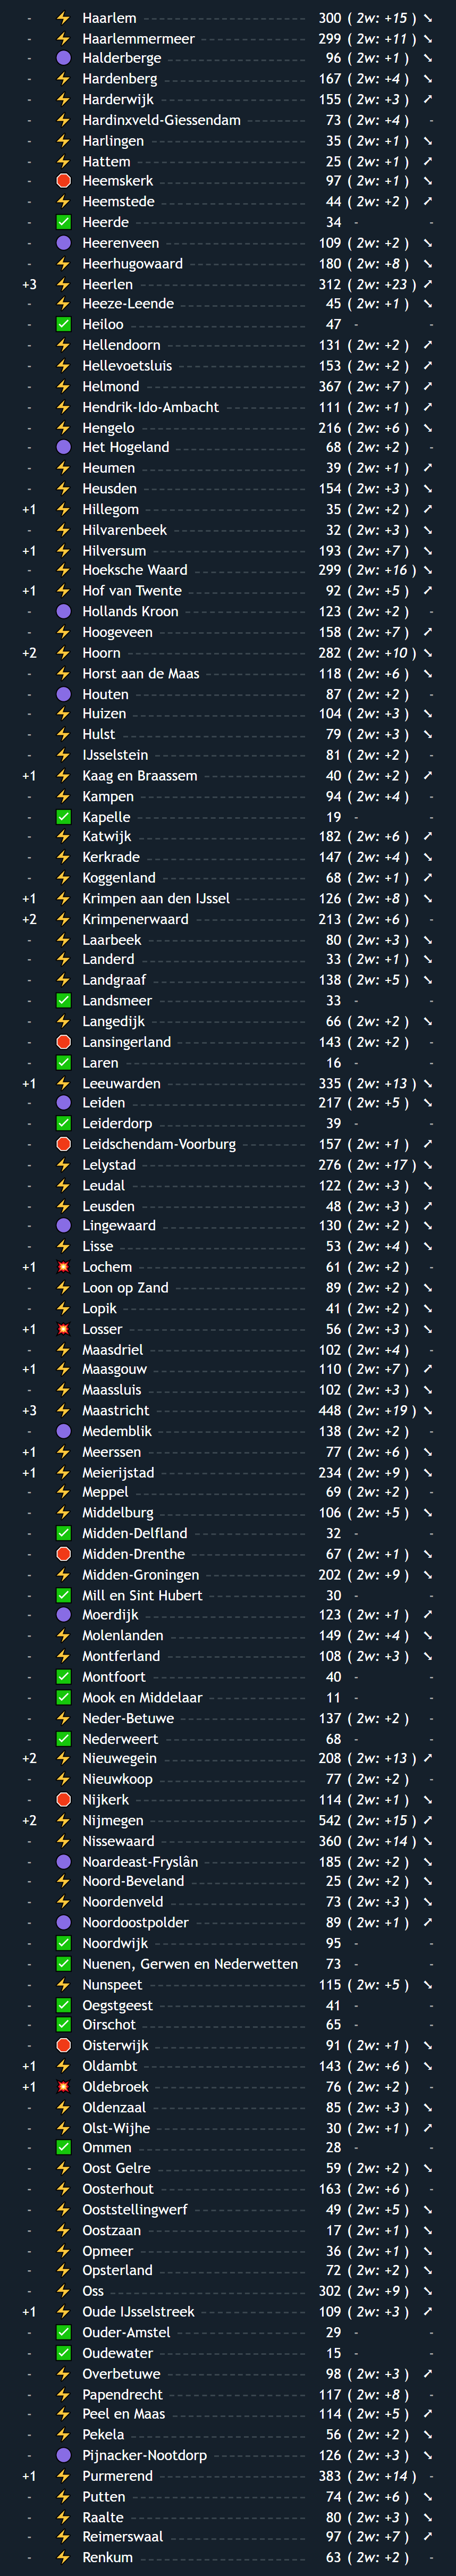 - ⚡ Haarlem 300 ( 2w: +15 ) ↘
- ⚡ Haarlemmermeer 299 ( 2w: +11 ) ↘
- 🟣 Halderberge 96 ( 2w: +1 ) ↘
- ⚡ Hardenberg 167 ( 2w: +4 ) ↘
- ⚡ Harderwijk 155 ( 2w: +3 ) ↗
- ⚡ Hardinxveld-Giessendam 73 ( 2w: +4 ) -
- ⚡ Harlingen 35 ( 2w: +1 ) ↘
- ⚡ Hattem 25 ( 2w: +1 ) ↗
- 🛑 Heemskerk 97 ( 2w: +1 ) ↘
- ⚡ Heemstede 44 ( 2w: +2 ) ↗
- ✅ Heerde 34 - -
- 🟣 Heerenveen 109 ( 2w: +2 ) ↘
- ⚡ Heerhugowaard 180 ( 2w: +8 ) ↘
+3 ⚡ Heerlen 312 ( 2w: +23 ) ↗
- ⚡ Heeze-Leende 45 ( 2w: +1 ) ↘
- ✅ Heiloo 47 - -
- ⚡ Hellendoorn 131 ( 2w: +2 ) ↗
- ⚡ Hellevoetsluis 153 ( 2w: +2 ) ↗
- ⚡ Helmond 367 ( 2w: +7 ) ↗
- ⚡ Hendrik-Ido-Ambacht 111 ( 2w: +1 ) ↗
- ⚡ Hengelo 216 ( 2w: +6 ) ↘
- 🟣 Het Hogeland 68 ( 2w: +2 ) -
- ⚡ Heumen 39 ( 2w: +1 ) ↗
- ⚡ Heusden 154 ( 2w: +3 ) ↘
+1 ⚡ Hillegom 35 ( 2w: +2 ) ↗
- ⚡ Hilvarenbeek 32 ( 2w: +3 ) ↘
+1 ⚡ Hilversum 193 ( 2w: +7 ) ↘
- ⚡ Hoeksche Waard 299 ( 2w: +16 ) ↘
+1 ⚡ Hof van Twente 92 ( 2w: +5 ) ↗
- 🟣 Hollands Kroon 123 ( 2w: +2 ) -
- ⚡ Hoogeveen 158 ( 2w: +7 ) ↗
+2 ⚡ Hoorn 282 ( 2w: +10 ) ↘
- ⚡ Horst aan de Maas 118 ( 2w: +6 ) ↘
- 🟣 Houten 87 ( 2w: +2 ) -
- ⚡ Huizen 104 ( 2w: +3 ) ↘
- ⚡ Hulst 79 ( 2w: +3 ) ↘
- ⚡ IJsselstein 81 ( 2w: +2 ) -
+1 ⚡ Kaag en Braassem 40 ( 2w: +2 ) ↗
- ⚡ Kampen 94 ( 2w: +4 ) -
- ✅ Kapelle 19 - -
- ⚡ Katwijk 182 ( 2w: +6 ) ↗
- ⚡ Kerkrade 147 ( 2w: +4 ) ↘
- ⚡ Koggenland 68 ( 2w: +1 ) ↗
+1 ⚡ Krimpen aan den IJssel 126 ( 2w: +8 ) ↘
+2 ⚡ Krimpenerwaard 213 ( 2w: +6 ) -
- ⚡ Laarbeek 80 ( 2w: +3 ) ↘
- ⚡ Landerd 33 ( 2w: +1 ) ↘
- ⚡ Landgraaf 138 ( 2w: +5 ) ↘
- ✅ Landsmeer 33 - -
- ⚡ Langedijk 66 ( 2w: +2 ) ↘
- 🛑 Lansingerland 143 ( 2w: +2 ) -
- ✅ Laren 16 - -
+1 ⚡ Leeuwarden 335 ( 2w: +13 ) ↘
- 🟣 Leiden 217 ( 2w: +5 ) ↘
- ✅ Leiderdorp 39 - -
- 🛑 Leidschendam-Voorburg 157 ( 2w: +1 ) ↗
- ⚡ Lelystad 276 ( 2w: +17 ) ↘
- ⚡ Leudal 122 ( 2w: +3 ) ↘
- ⚡ Leusden 48 ( 2w: +3 ) ↗
- 🟣 Lingewaard 130 ( 2w: +2 ) ↘
- ⚡ Lisse 53 ( 2w: +4 ) ↘
+1 💥 Lochem 61 ( 2w: +2 ) -
- ⚡ Loon op Zand 89 ( 2w: +2 ) ↘
- ⚡ Lopik 41 ( 2w: +2 ) ↘
+1 💥 Losser 56 ( 2w: +3 ) ↘
- ⚡ Maasdriel 102 ( 2w: +4 ) -
+1 ⚡ Maasgouw 110 ( 2w: +7 ) ↗
- ⚡ Maassluis 102 ( 2w: +3 ) ↘
+3 ⚡ Maastricht 448 ( 2w: +19 ) ↘
- 🟣 Medemblik 138 ( 2w: +2 ) -
+1 ⚡ Meerssen 77 ( 2w: +6 ) ↘
+1 ⚡ Meierijstad 234 ( 2w: +9 ) ↘
- ⚡ Meppel 69 ( 2w: +2 ) -
- ⚡ Middelburg 106 ( 2w: +5 ) ↘
- ✅ Midden-Delfland 32 - -
- 🛑 Midden-Drenthe 67 ( 2w: +1 ) ↘
- ⚡ Midden-Groningen 202 ( 2w: +9 ) ↘
- ✅ Mill en Sint Hubert 30 - -
- 🟣 Moerdijk 123 ( 2w: +1 ) ↗
- ⚡ Molenlanden 149 ( 2w: +4 ) ↘
- ⚡ Montferland 108 ( 2w: +3 ) ↘
- ✅ Montfoort 40 - -
- ✅ Mook en Middelaar 11 - -
- ⚡ Neder-Betuwe 137 ( 2w: +2 ) -
- ✅ Nederweert 68 - -
+2 ⚡ Nieuwegein 208 ( 2w: +13 ) ↗
- ⚡ Nieuwkoop 77 ( 2w: +2 ) -
- 🛑 Nijkerk 114 ( 2w: +1 ) ↘
+2 ⚡ Nijmegen 542 ( 2w: +15 ) ↗
- ⚡ Nissewaard 360 ( 2w: +14 ) ↘
- 🟣 Noardeast-Fryslân 185 ( 2w: +2 ) ↘
- ⚡ Noord-Beveland 25 ( 2w: +2 ) ↘
- ⚡ Noordenveld 73 ( 2w: +3 ) ↘
- 🟣 Noordoostpolder 89 ( 2w: +1 ) ↗
- ✅ Noordwijk 95 - -
- ✅ Nuenen, Gerwen en Nederwetten 73 - -
- ⚡ Nunspeet 115 ( 2w: +5 ) ↘
- ✅ Oegstgeest 41 - -
- ✅ Oirschot 65 - -
- 🛑 Oisterwijk 91 ( 2w: +1 ) ↘
+1 ⚡ Oldambt 143 ( 2w: +6 ) ↘
+1 💥 Oldebroek 76 ( 2w: +2 ) -
- ⚡ Oldenzaal 85 ( 2w: +3 ) ↘
- ⚡ Olst-Wijhe 30 ( 2w: +1 ) ↗
- ✅ Ommen 28 - -
- ⚡ Oost Gelre 59 ( 2w: +2 ) ↘
- ⚡ Oosterhout 163 ( 2w: +6 ) -
- ⚡ Ooststellingwerf 49 ( 2w: +5 ) ↘
- ⚡ Oostzaan 17 ( 2w: +1 ) ↘
- ⚡ Opmeer 36 ( 2w: +1 ) ↘
- ⚡ Opsterland 72 ( 2w: +2 ) ↘
- ⚡ Oss 302 ( 2w: +9 ) ↘
+1 ⚡ Oude IJsselstreek 109 ( 2w: +3 ) ↗
- ✅ Ouder-Amstel 29 - -
- ✅ Oudewater 15 - -
- ⚡ Overbetuwe 98 ( 2w: +3 ) ↗
- ⚡ Papendrecht 117 ( 2w: +8 ) -
- ⚡ Peel en Maas 114 ( 2w: +5 ) ↗
- ⚡ Pekela 56 ( 2w: +2 ) ↘
- 🟣 Pijnacker-Nootdorp 126 ( 2w: +3 ) ↘
+1 ⚡ Purmerend 383 ( 2w: +14 ) -
- ⚡ Putten 74 ( 2w: +6 ) ↘
- ⚡ Raalte 80 ( 2w: +3 ) ↘
- ⚡ Reimerswaal 97 ( 2w: +7 ) ↗
- ⚡ Renkum 63 ( 2w: +2 ) -